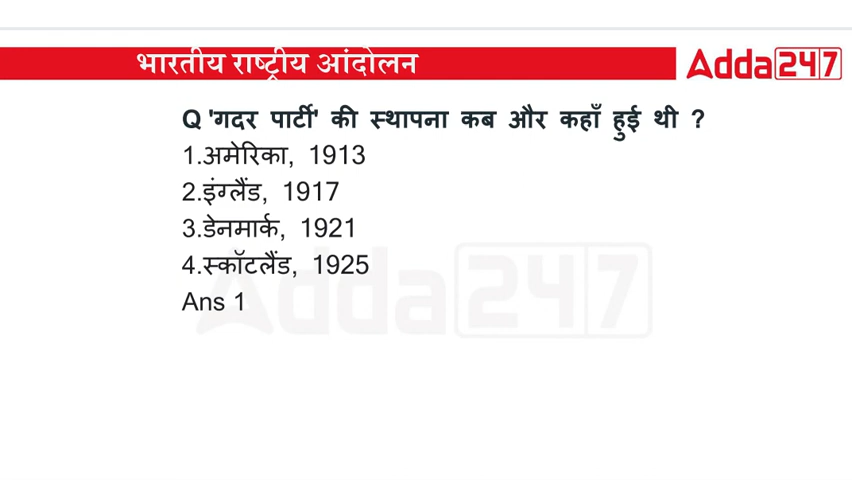 भारतीय राष्ट्रीय आंदोलन
Adda247
Q 'गदर पार्टी' की स्थापना कब और कहाँ हुई थी ?
1.अमेरिका, 1913
2.इंग्लैंड, 1917
3.डेनमार्क, 1921
4.स्कॉटलैंड, 1925
Ans 1
Adda247